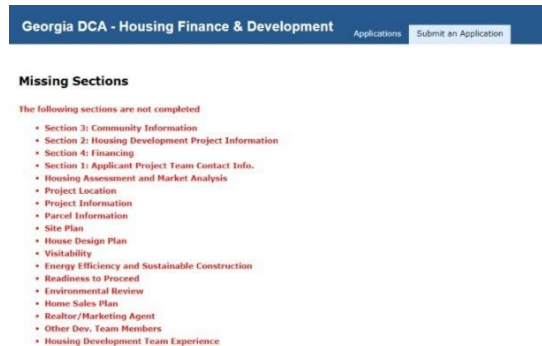 Georgia DCA - Housing Finance & Development
Applications
Submit an Application
Missing Sections
The following sections are not completed
• Section 3: Community Information
• Section 2: Housing Development Project Information
• Section 4: Financing
• Section 1: Applicant Project Team Contact Info.
• Housing Assessment and Market Analysis
• Project Location
• Project Information
• Parcel Information
• Site Plan
• House Design Plan
• Visitability
• Energy Efficiency and Sustainable Construction
• Readiness to Proceed
• Environmental Review
• Home Sales Plan
• Realtor/Marketing Agent
• Other Dev. Team Members
• Housing Development Team Experience